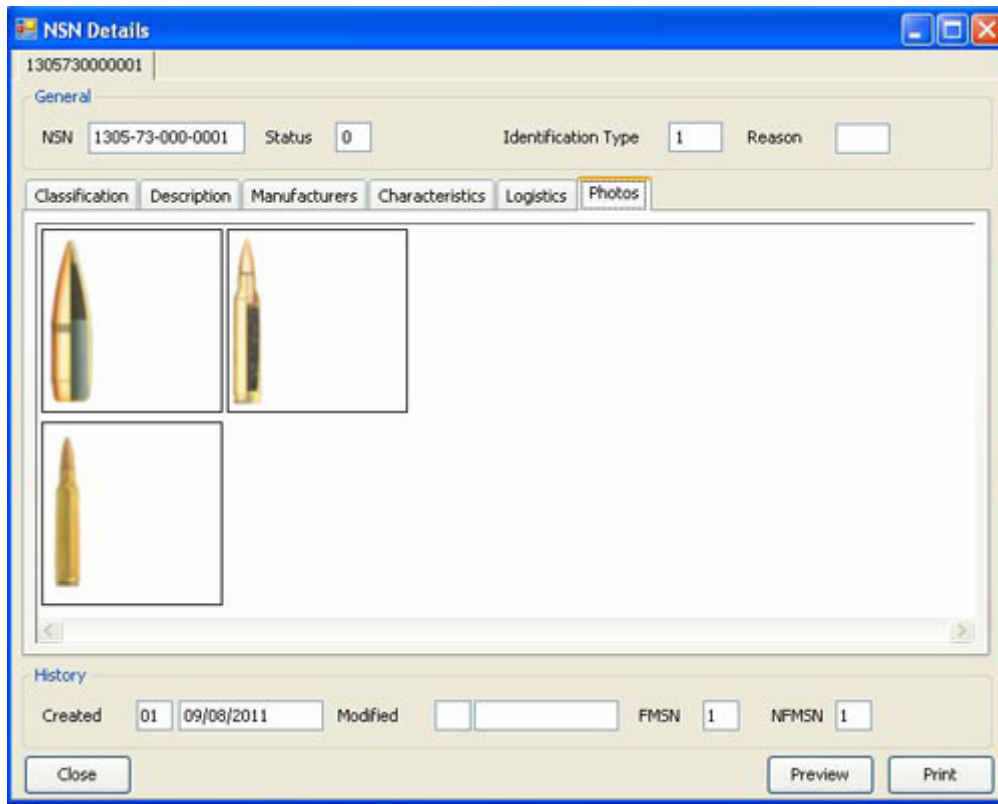 NSN Details
1305730000001
General
NSN 1305-73-000-0001 Status 0 Identification Type 1 Reason
Classification Description Manufacturers Characteristics Logistics Photos
History
Created 01 09/08/2011 Modified FMSN 1 NFMSN 1
Close Preview Print